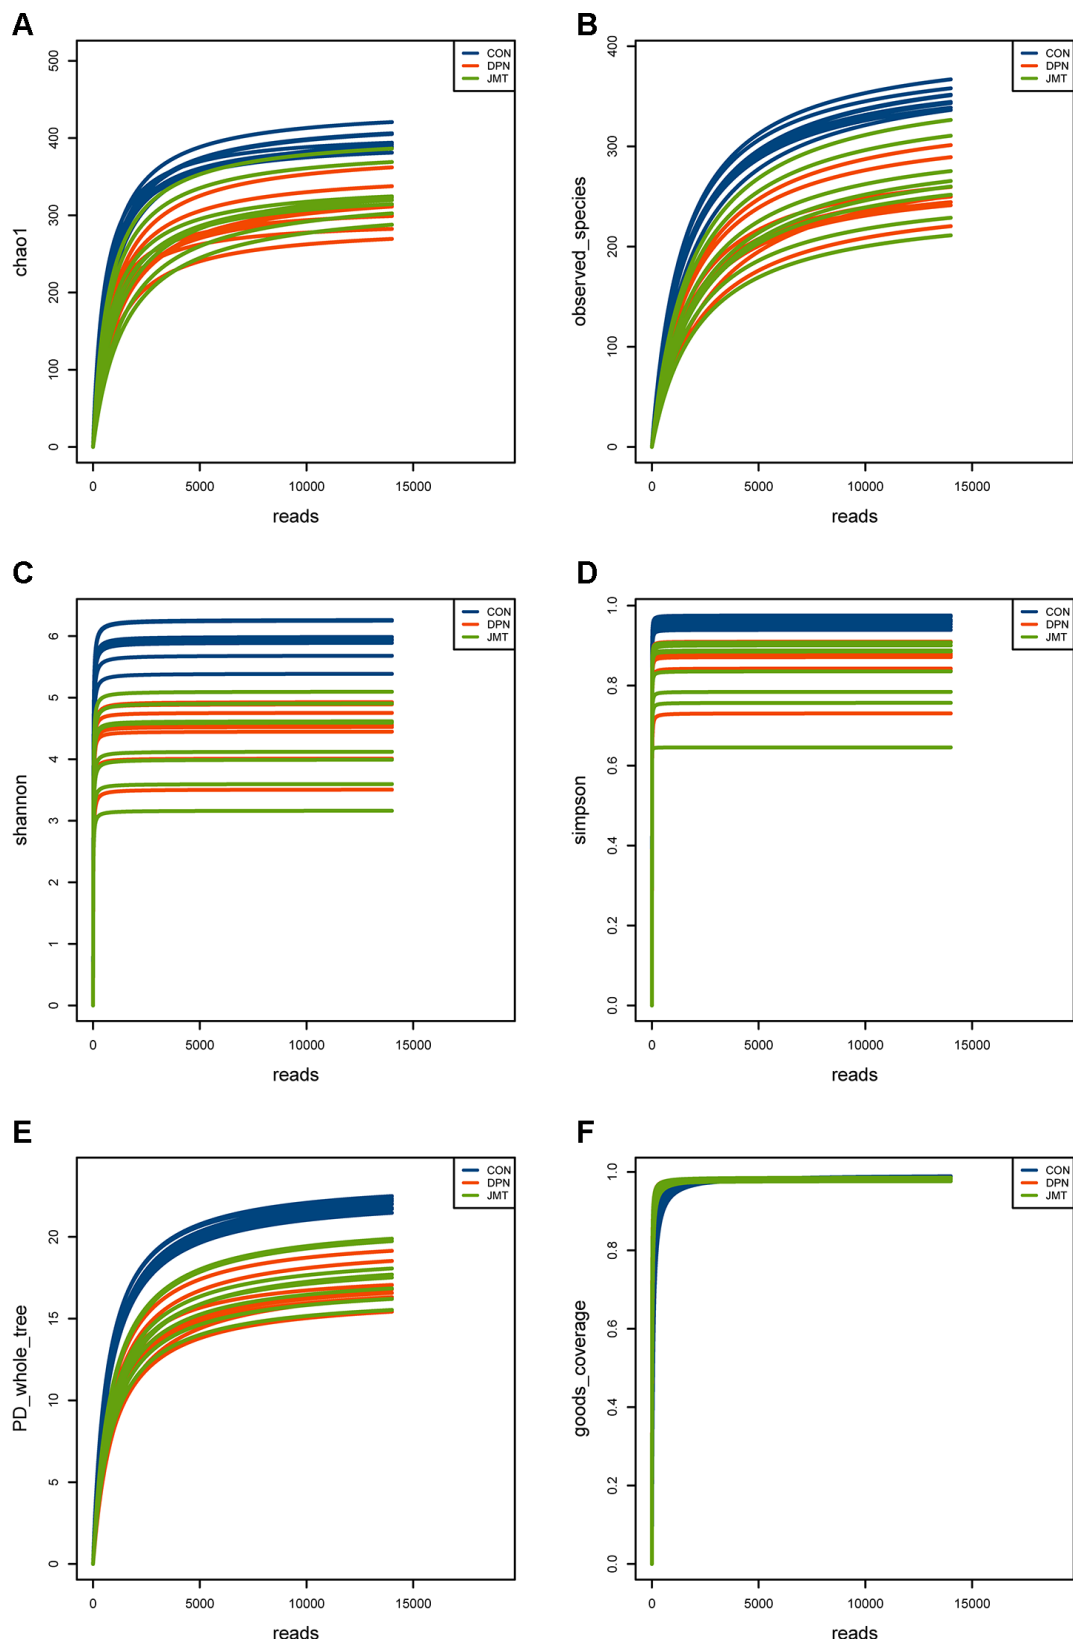 A
500
400
300
200
100
0
chao1
CON
DPN
JMT
0 5000 10000 15000
reads
B
400
300
200
100
0
observed_species
CON
DPN
JMT
0 5000 10000 15000
reads
C
6
5
4
3
2
1
0
shannon
CON
DPN
JMT
0 5000 10000 15000
reads
D
1.0
0.8
0.6
0.4
0.2
0.0
simpson
CON
DPN
JMT
0 5000 10000 15000
reads
E
20
15
10
5
0
PD_whole_tree
CON
DPN
JMT
0 5000 10000 15000
reads
F
1.0
0.8
0.6
0.4
0.2
0.0
goods_coverage
CON
DPN
JMT
0 5000 10000 15000
reads